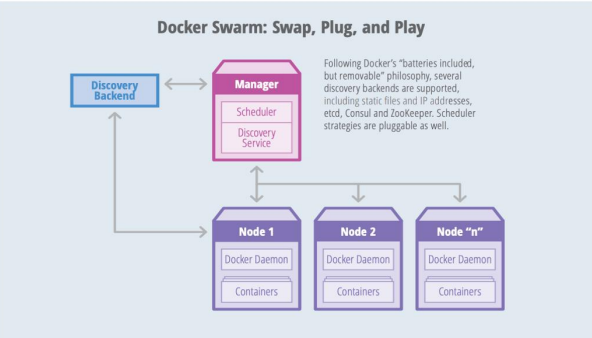 Docker Swarm: Swap, Plug, and Play
Following Docker's “batteries included,
but removable” philosophy, several
discovery backends are supported,
including static files and IP addresses,
etcd, Consul and ZooKeeper. Scheduler
strategies are pluggable as well.
Discovery
Backend
Manager
Scheduler
Discovery
Service
Node 1
Docker Daemon
Containers
Node 2
Docker Daemon
Containers
Node “n”
Docker Daemon
Containers